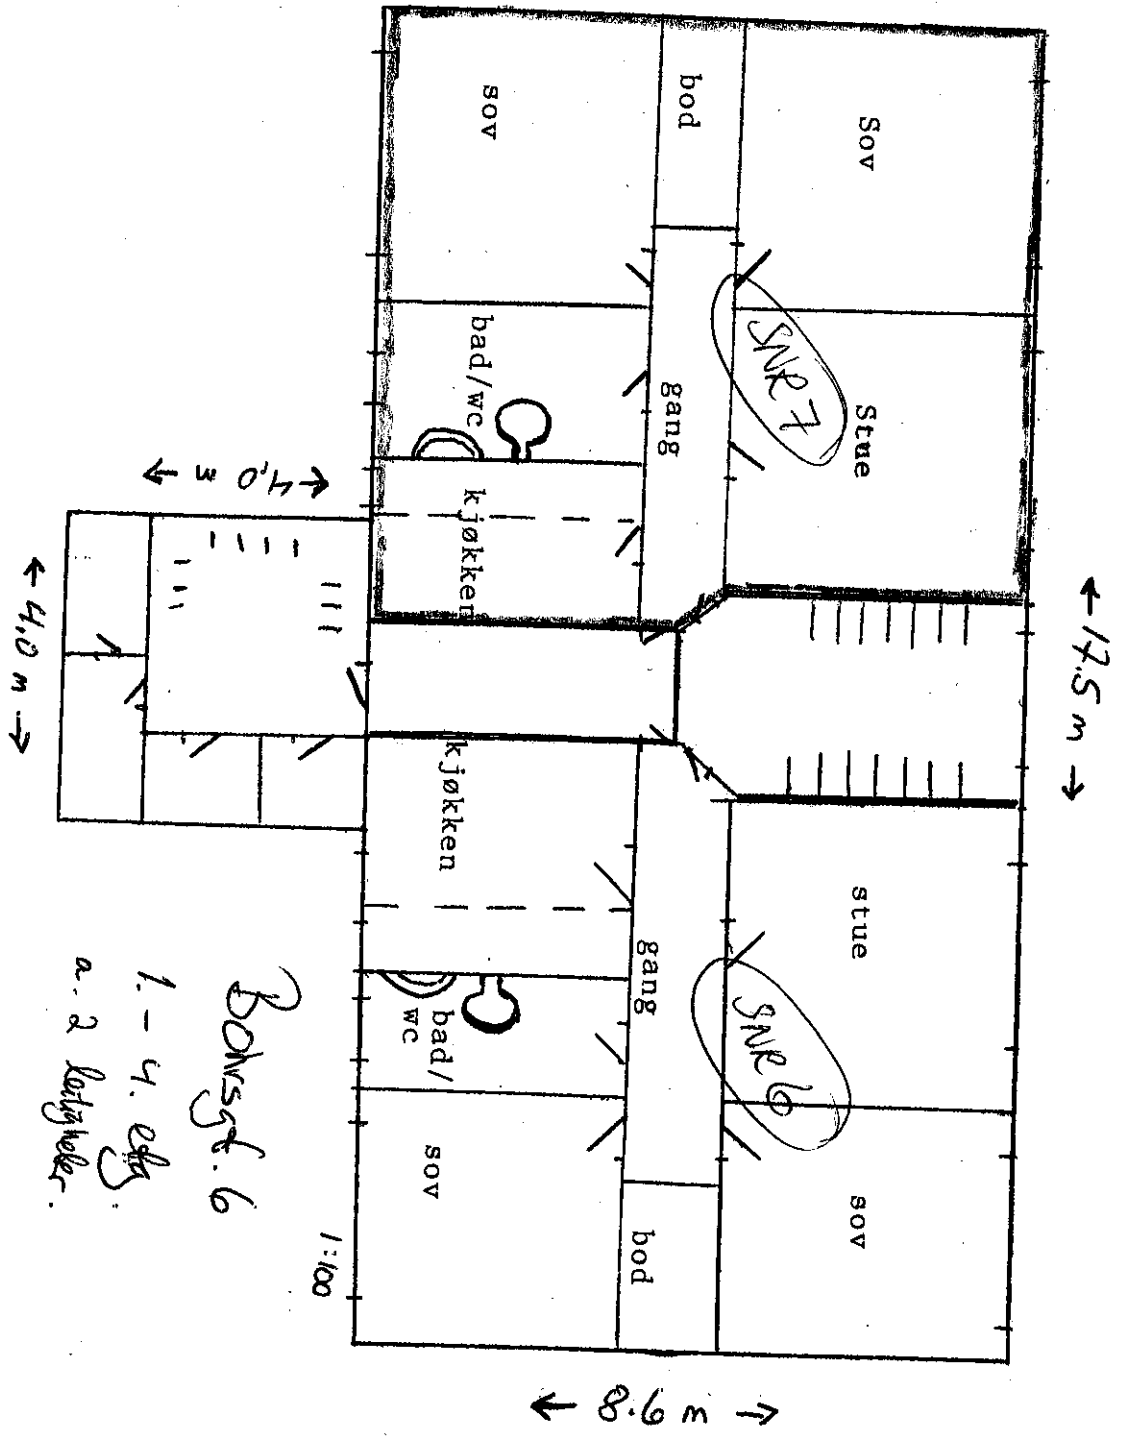 ← 17.5 m →
Sov
Stue
stue
sov
SNR 7
SNR 6
bod
gang
gang
bod
sov
bad/wc
kjøkken
kjøkken
bad/
wc
sov
← 8.6 m →
← 4,0 m →
← 4,0 m →
1:100
6
1.-4. etg.
a. 2 leiligheter.